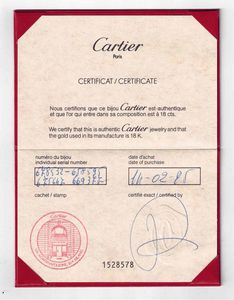 Cartier
Paris
CERTIFICAT / CERTIFICATE
Nous certifions que ce bijou Cartier est authentique
et que l'or qui entre dans sa composition est à 18 cts.
We certify that this is authentic Cartier jewelry and that
the gold used in its manufacture is 18 K.
numéro du bijou
individual serial number
date d'achat
date of purchase
14-02-85
cachet / stamp
certifié exact / certified by
Cartier
1528578